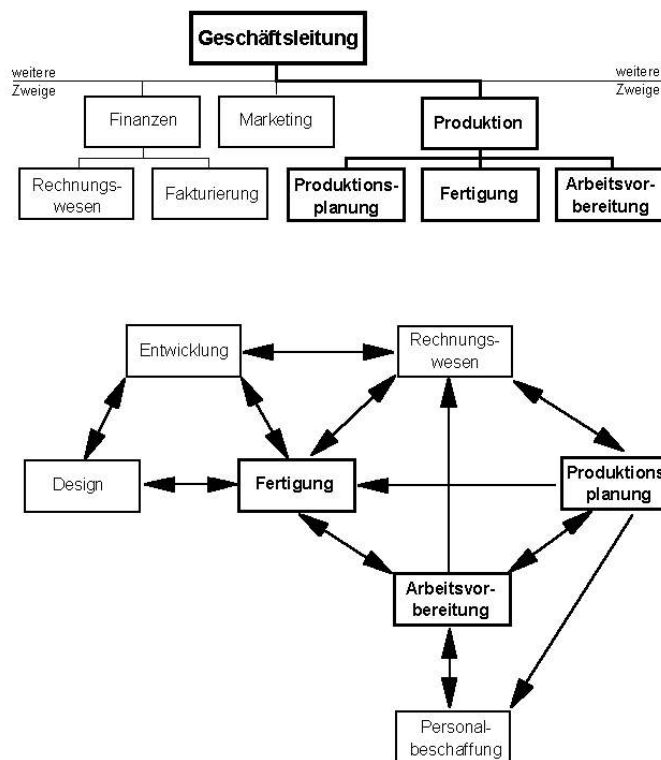 Geschäftsleitung
weitere
weitere
Zweige
Zweige
Finanzen
Marketing
Produktion
Rechnungs-
wesen
Fakturierung
Produktions-
planung
Fertigung
Arbeitsvor-
bereitung
Entwicklung
Rechnungs-
wesen
Design
Fertigung
Produktions
planung
Arbeitsvor-
bereitung
Personal-
beschaffung